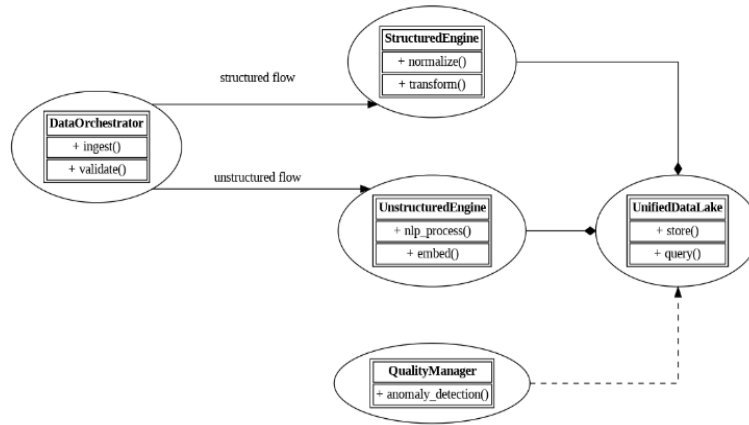 StructuredEngine
+ normalize()
+ transform()
structured flow
DataOrchestrator
+ ingest()
+ validate()
unstructured flow
UnstructuredEngine
+ nlp_process()
+ embed()
UnifiedDataLake
+ store()
+ query()
QualityManager
+ anomaly_detection()